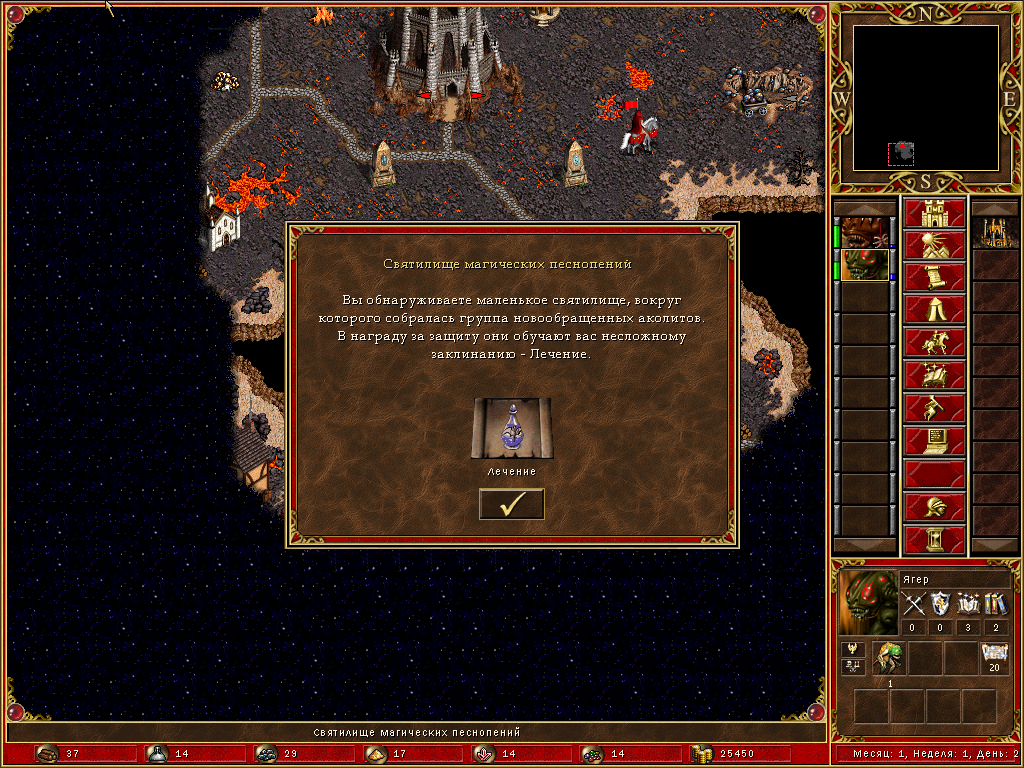 N
W
E
S
Святилище магических песнопений
Вы обнаруживаете маленькое святилище, вокруг
которого собралась группа новообращенных аколитов.
В награду за защиту они обучают вас несложному
заклинанию - Лечение.
Лечение
Ягер
0 0 3 2
20
1
Святилище магических песнопений
37 14 29 17 14 14 25450
Месяц: 1, Неделя: 1, День: 2